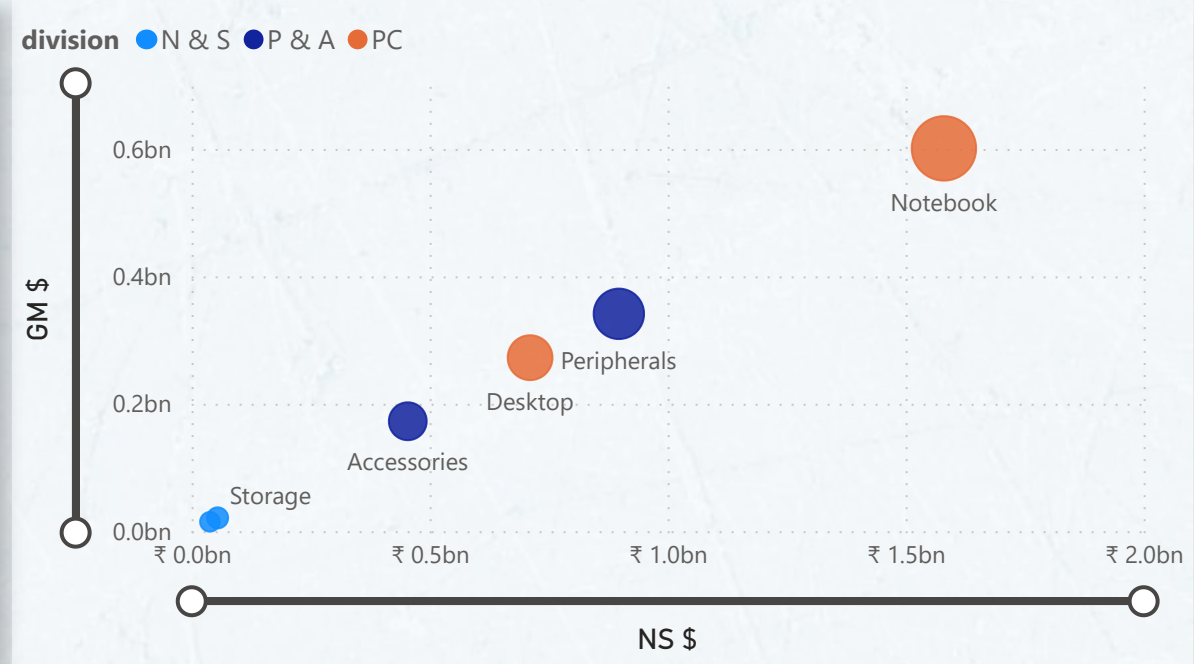 division N & S P & A PC
0.6bn
Notebook
0.4bn
GM $
Peripherals
Desktop
0.2bn
Accessories
Storage
0.0bn
₹ 0.00bn ₹ 0.5bn ₹ 1.0bn ₹ 1.5bn ₹ 2.0bn
NS $